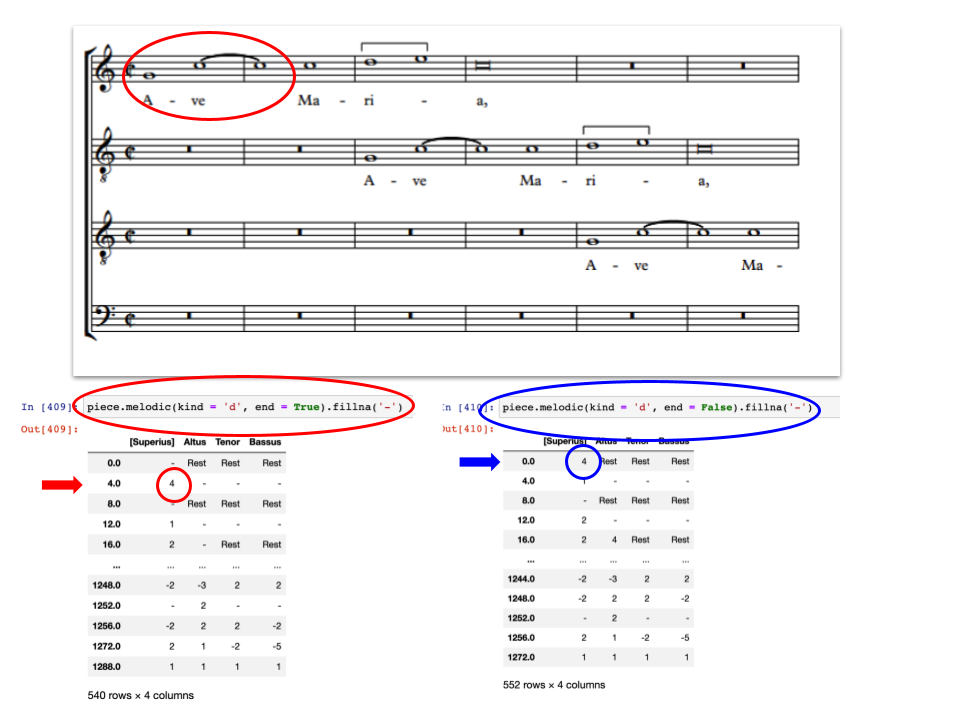 A - ve Ma - ri - a,
8
A - ve Ma - ri - a,
8
A - ve Ma -
In [409]: piece.melodic(kind = 'd', end = True).fillna('-')
Out[409]:
[Superius] Altus Tenor Bassus
0.0 - Rest Rest Rest
4.0 4 - - -
8.0 - Rest Rest Rest
12.0 1 - - -
16.0 2 - Rest Rest
... ... ... ... ...
1248.0 -2 -3 2 2
1252.0 - 2 - -
1256.0 -2 2 2 -2
1272.0 2 1 -2 -5
1288.0 1 1 1 1
540 rows × 4 columns
In [410]: piece.melodic(kind = 'd', end = False).fillna('-')
Out[410]:
[Superius] Altus Tenor Bassus
0.0 4 Rest Rest Rest
4.0 1 - - -
8.0 - Rest Rest Rest
12.0 2 - - -
16.0 2 4 Rest Rest
... ... ... ... ...
1244.0 -2 -3 2 2
1248.0 -2 2 2 -2
1252.0 - 2 - -
1256.0 2 1 -2 -5
1272.0 1 1 1 1
552 rows × 4 columns